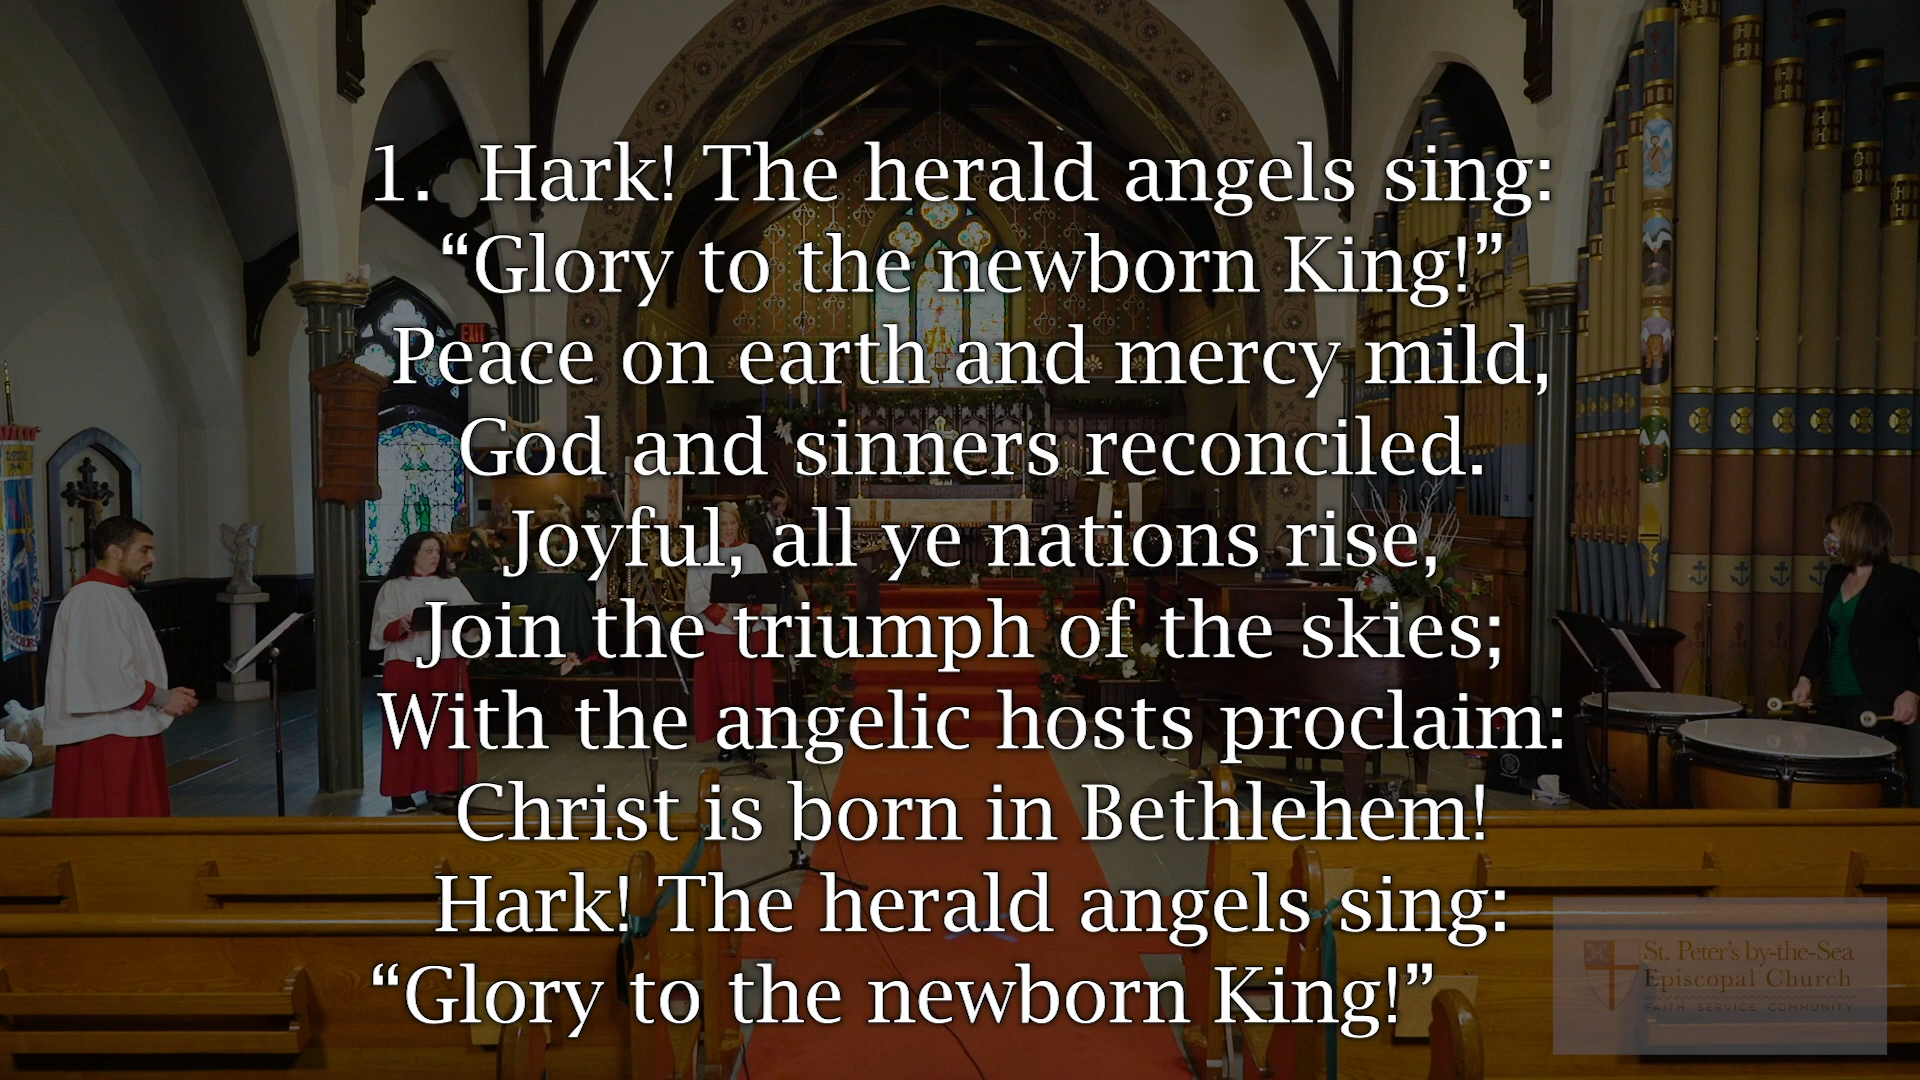 1. Hark! The herald angels sing:
“Glory to the newborn King!”
Peace on earth and mercy mild,
God and sinners reconciled.
Joyful, all ye nations rise,
Join the triumph of the skies;
With the angelic hosts proclaim:
Christ is born in Bethlehem!
Hark! The herald angels sing:
“Glory to the newborn King!”
EXIT
St. Peter's by-the-Sea
Episcopal Church
FAITH SERVICE COMMUNITY